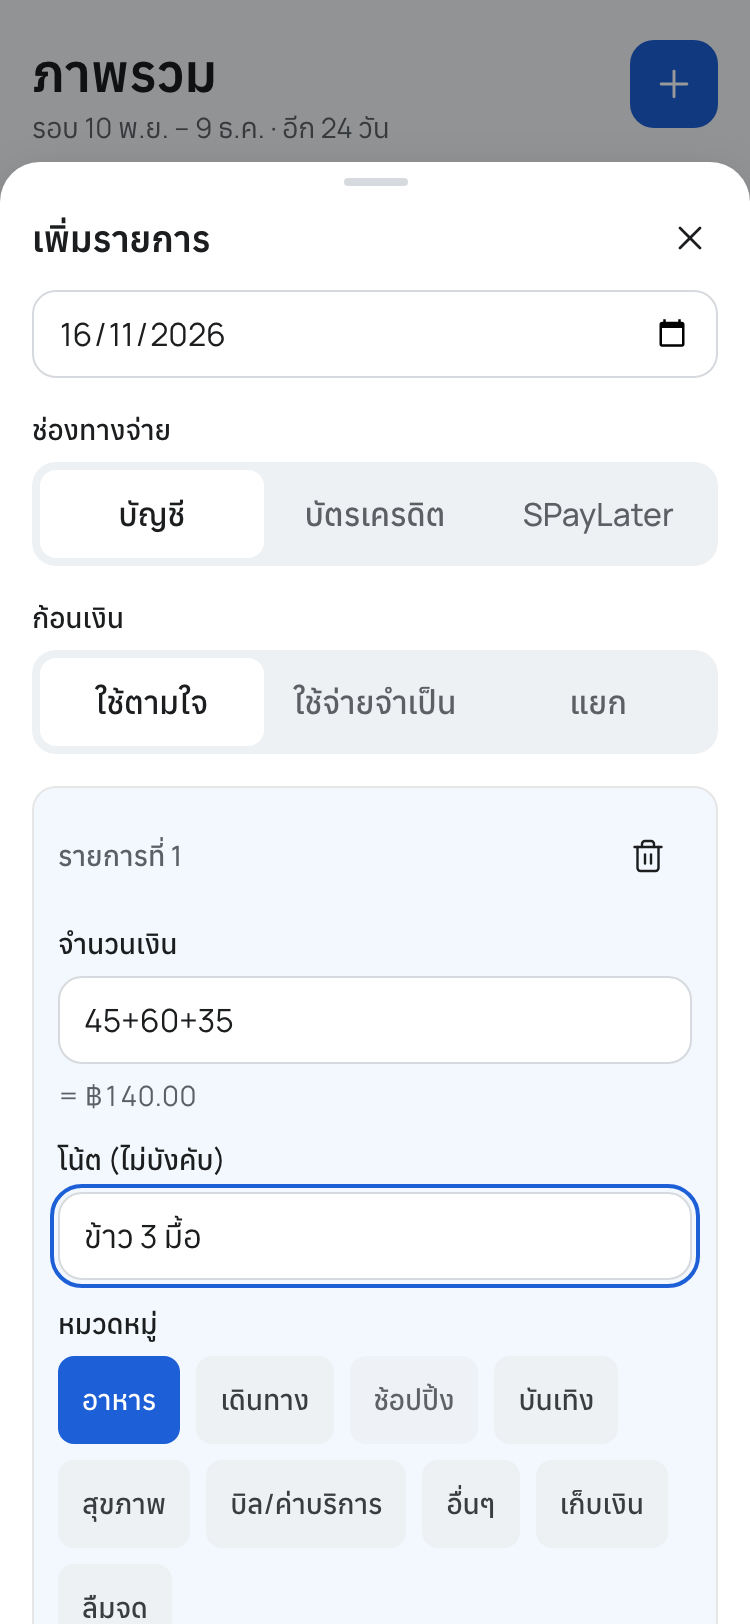 ภาพรวม
รอบ 10 พ.ย. – 9 ธ.ค. · อีก 24 วัน
เพิ่มรายการ
16/11/2026
ช่องทางจ่าย
บัญชี บัตรเครดิต SPayLater
ก้อนเงิน
ใช้ตามใจ ใช้จ่ายจำเป็น แยก
รายการที่ 1
จำนวนเงิน
45+60+35
= ฿140.00
โน้ต (ไม่บังคับ)
ข้าว 3 มื้อ
หมวดหมู่
อาหาร เดินทาง ช้อปปิ้ง บันเทิง
สุขภาพ บิล/ค่าบริการ อื่นๆ เก็บเงิน
ลืมจด